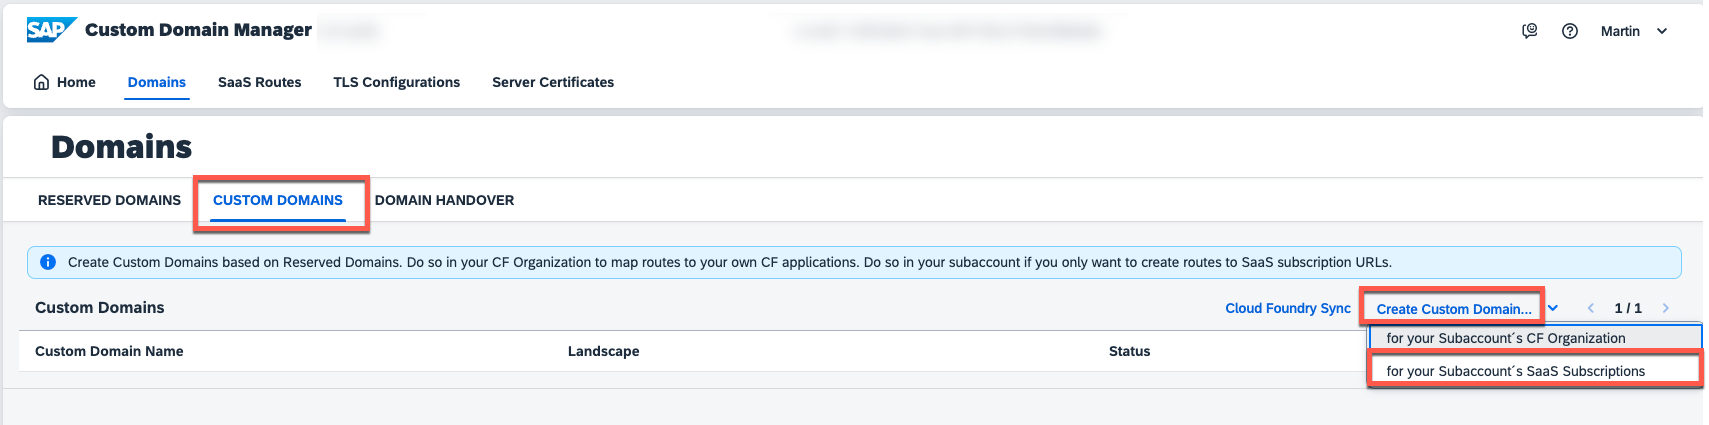 SAP Custom Domain Manager
Martin
Home Domains SaaS Routes TLS Configurations Server Certificates
Domains
RESERVED DOMAINS CUSTOM DOMAINS DOMAIN HANDOVER
Create Custom Domains based on Reserved Domains. Do so in your CF Organization to map routes to your own CF applications. Do so in your subaccount if you only want to create routes to SaaS subscription URLs.
Custom Domains Cloud Foundry Sync Create Custom Domain... 1 / 1
for your Subaccount´s CF Organization
Custom Domain Name Landscape Status
for your Subaccount´s SaaS Subscriptions